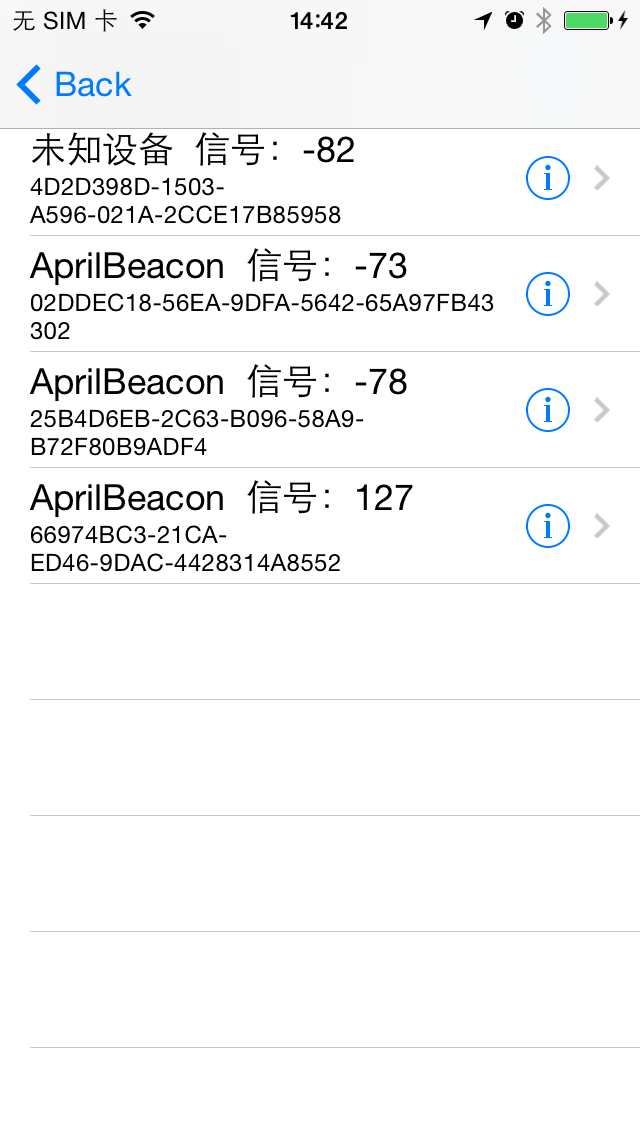 无 SIM 卡 14:42
Back
未知设备 信号：-82
4D2D398D-1503-
A596-021A-2CCE17B85958
AprilBeacon 信号：-73
02DDEC18-56EA-9DFA-5642-65A97FB43
302
AprilBeacon 信号：-78
25B4D6EB-2C63-B096-58A9-
B72F80B9ADF4
AprilBeacon 信号：127
66974BC3-21CA-
ED46-9DAC-4428314A8552